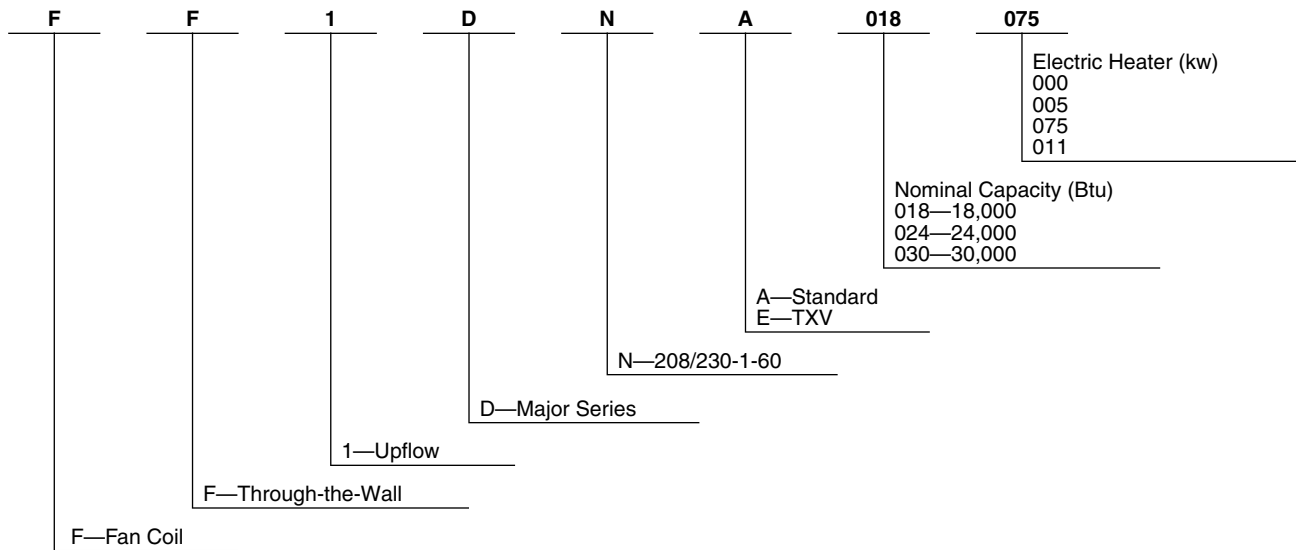 F F 1 D N A 018 075
Electric Heater (kw)
000
005
075
011
Nominal Capacity (Btu)
018—18,000
024—24,000
030—30,000
A—Standard
E—TXV
N—208/230-1-60
D—Major Series
1—Upflow
F—Through-the-Wall
F—Fan Coil